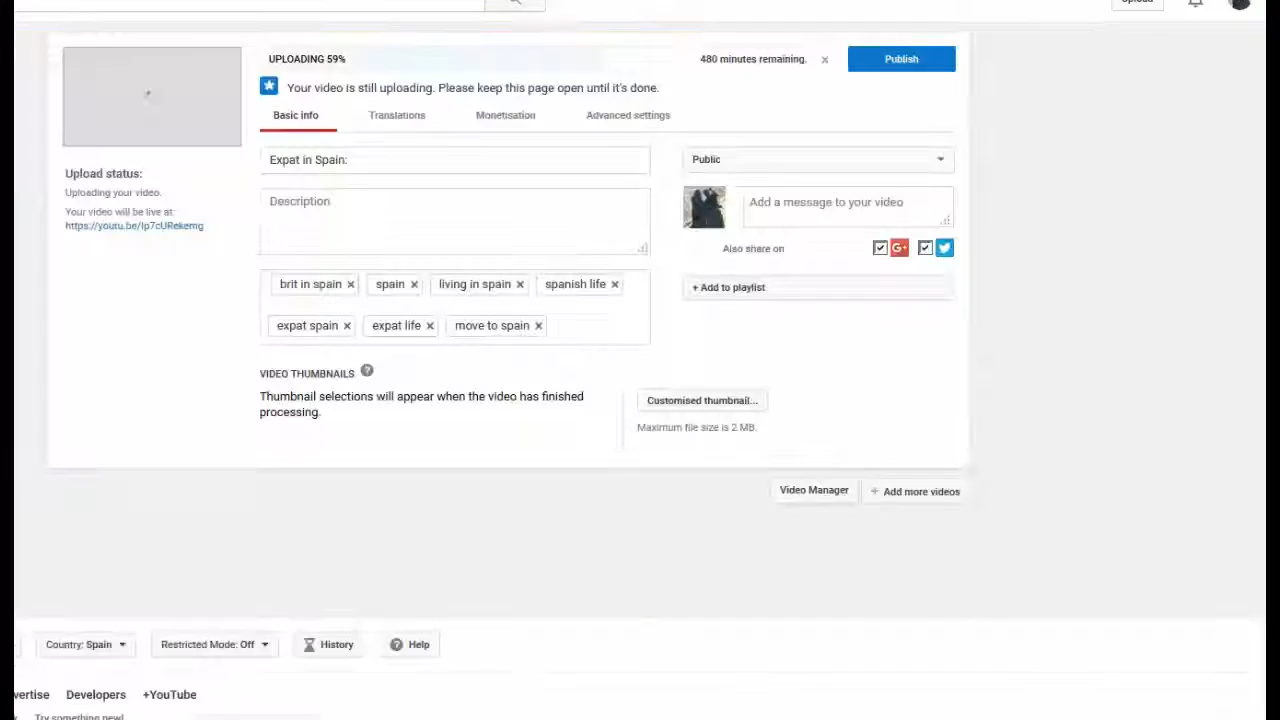 UPLOADING 59%
480 minutes remaining.
Publish
Your video is still uploading. Please keep this page open until it's done.
Basic info
Translations
Monetisation
Advanced settings
Expat in Spain:
Public
Upload status:
Uploading your video.
Your video will be live at:
Description
Add a message to your video
Also share on
G+
brit in spain
spain
living in spain
spanish life
+ Add to playlist
expat spain
expat life
move to spain
VIDEO THUMBNAILS
Thumbnail selections will appear when the video has finished
processing.
Customised thumbnail...
Maximum file size is 2 MB.
Video Manager
+ Add more videos
Country: Spain
Restricted Mode: Off
History
Help
Developers
+YouTube
Try something new!